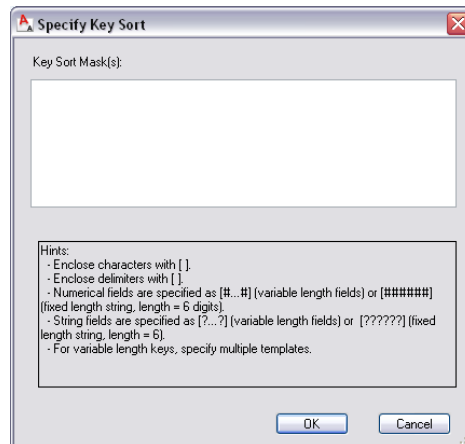 Specify Key Sort
Key Sort Mask(s):
Hints:
- Enclose characters with [ ].
- Enclose delimiters with [ ].
- Numerical fields are specified as [#...#] (variable length fields) or [######]
(fixed length string, length = 6 digits).
- String fields are specified as [?...?] (variable length fields) or [??????] (fixed
length string, length = 6).
- For variable length keys, specify multiple templates.
OK Cancel